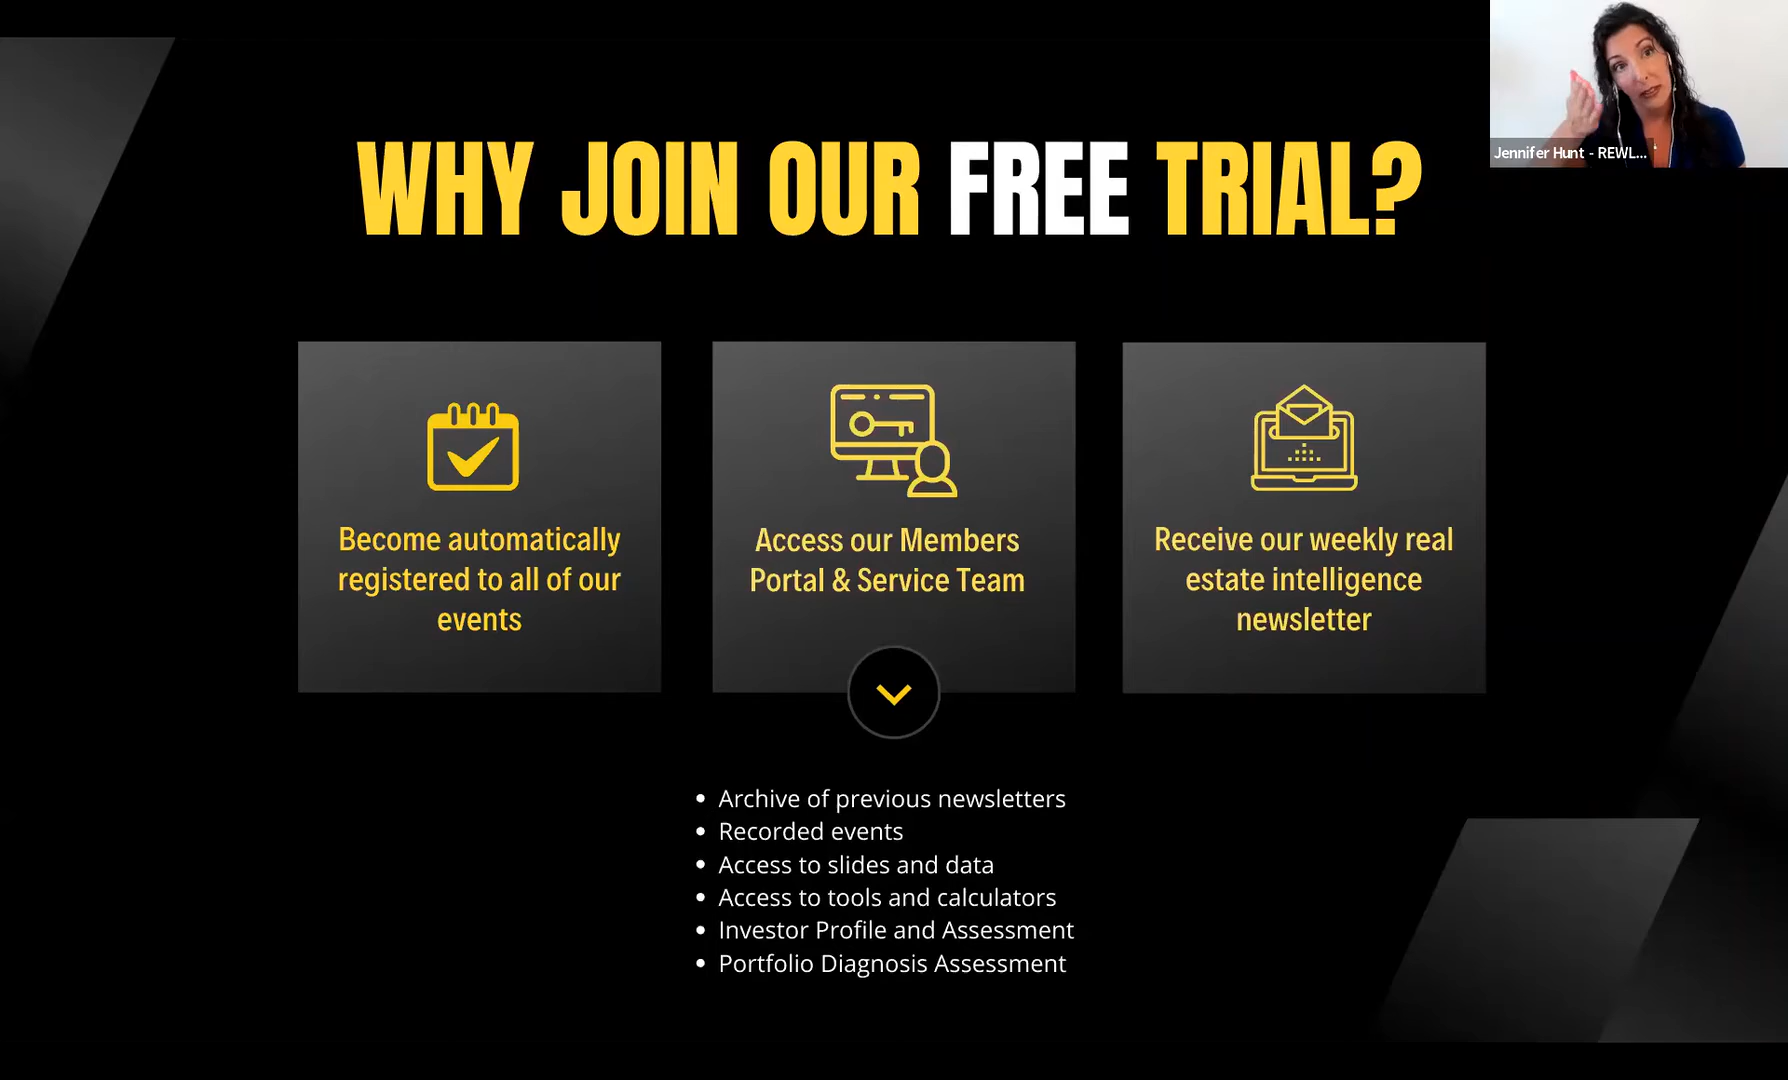 Jennifer Hunt - REWL...
WHY JOIN OUR FREE TRIAL?
Become automatically
registered to all of our
events
Access our Members
Portal & Service Team
Receive our weekly real
estate intelligence
newsletter
• Archive of previous newsletters
• Recorded events
• Access to slides and data
• Access to tools and calculators
• Investor Profile and Assessment
• Portfolio Diagnosis Assessment